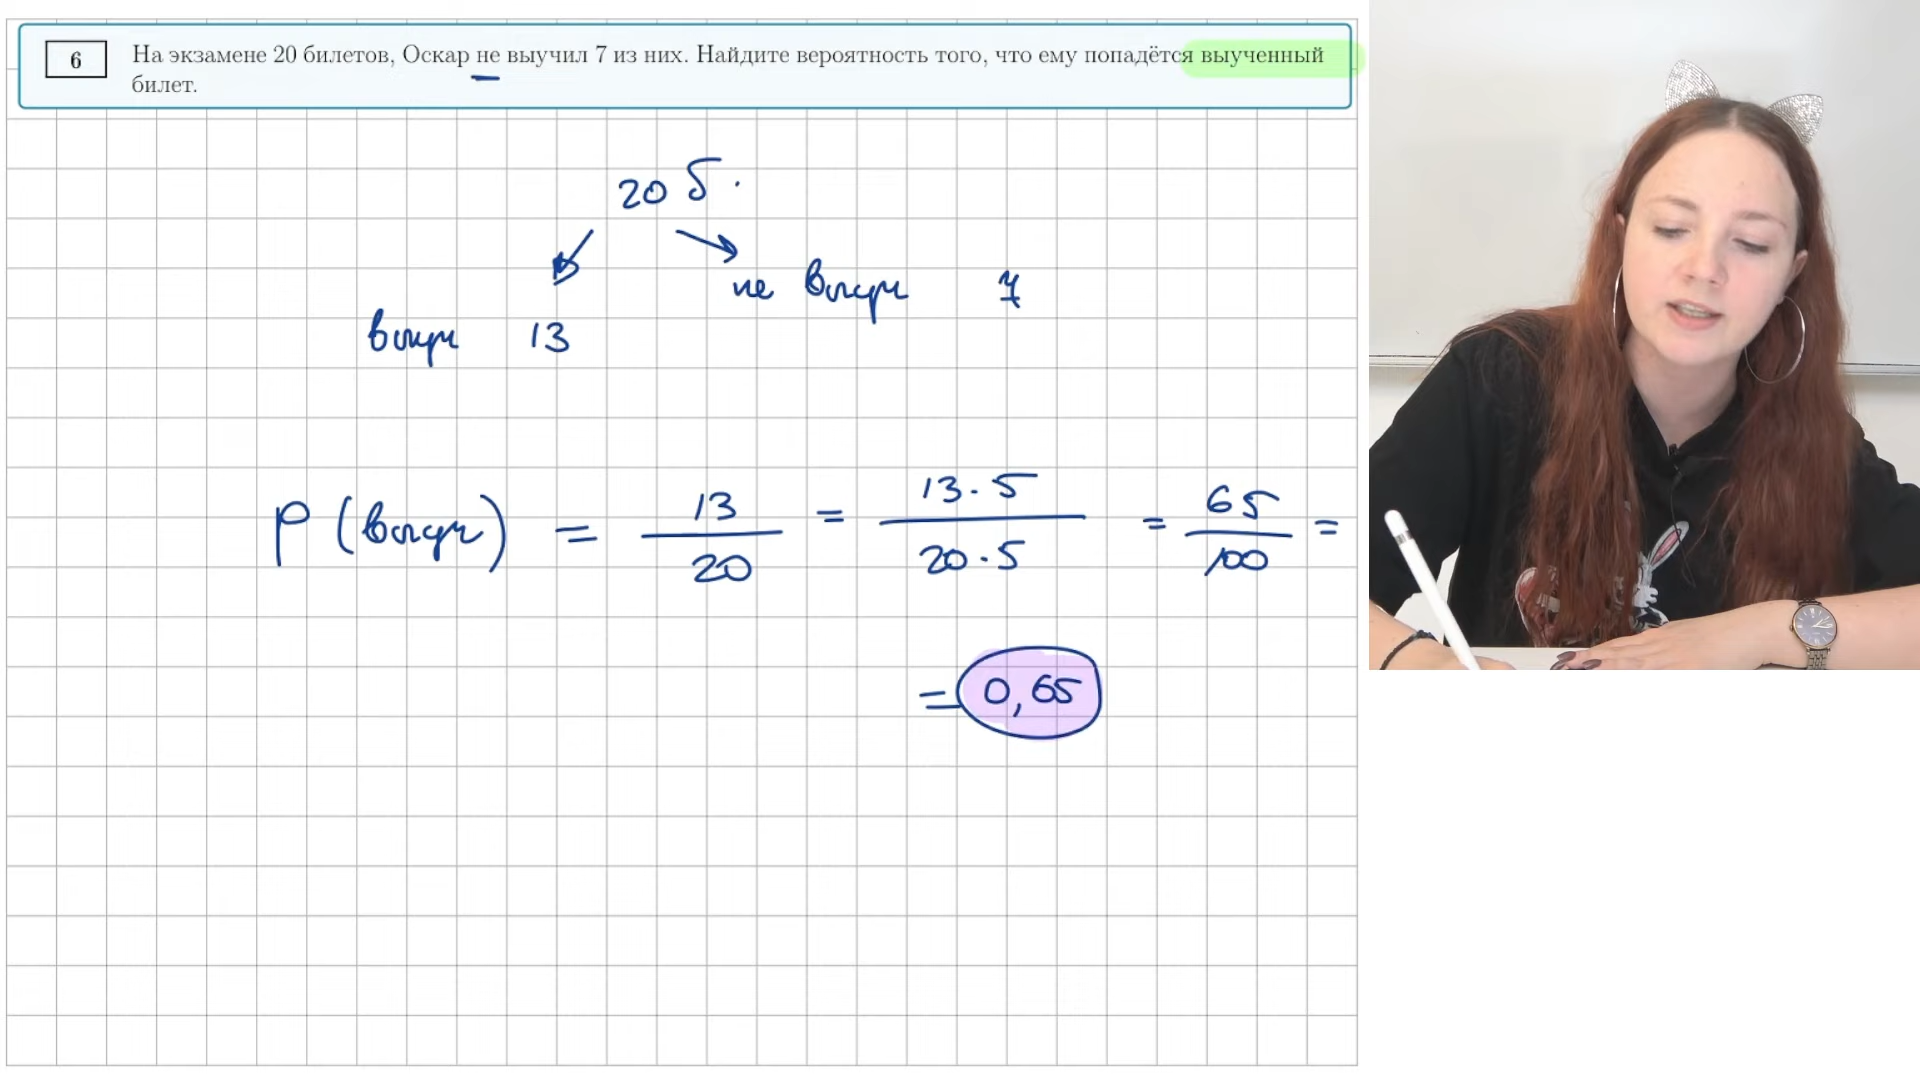 6
На экзамене 20 билетов, Оскар не выучил 7 из них. Найдите вероятность того, что ему попадётся выученный
билет.
20 б.
не выуч 7
выуч 13
P (выуч) = 13/20 = 13·5/20·5 = 65/100 =
= 0,65